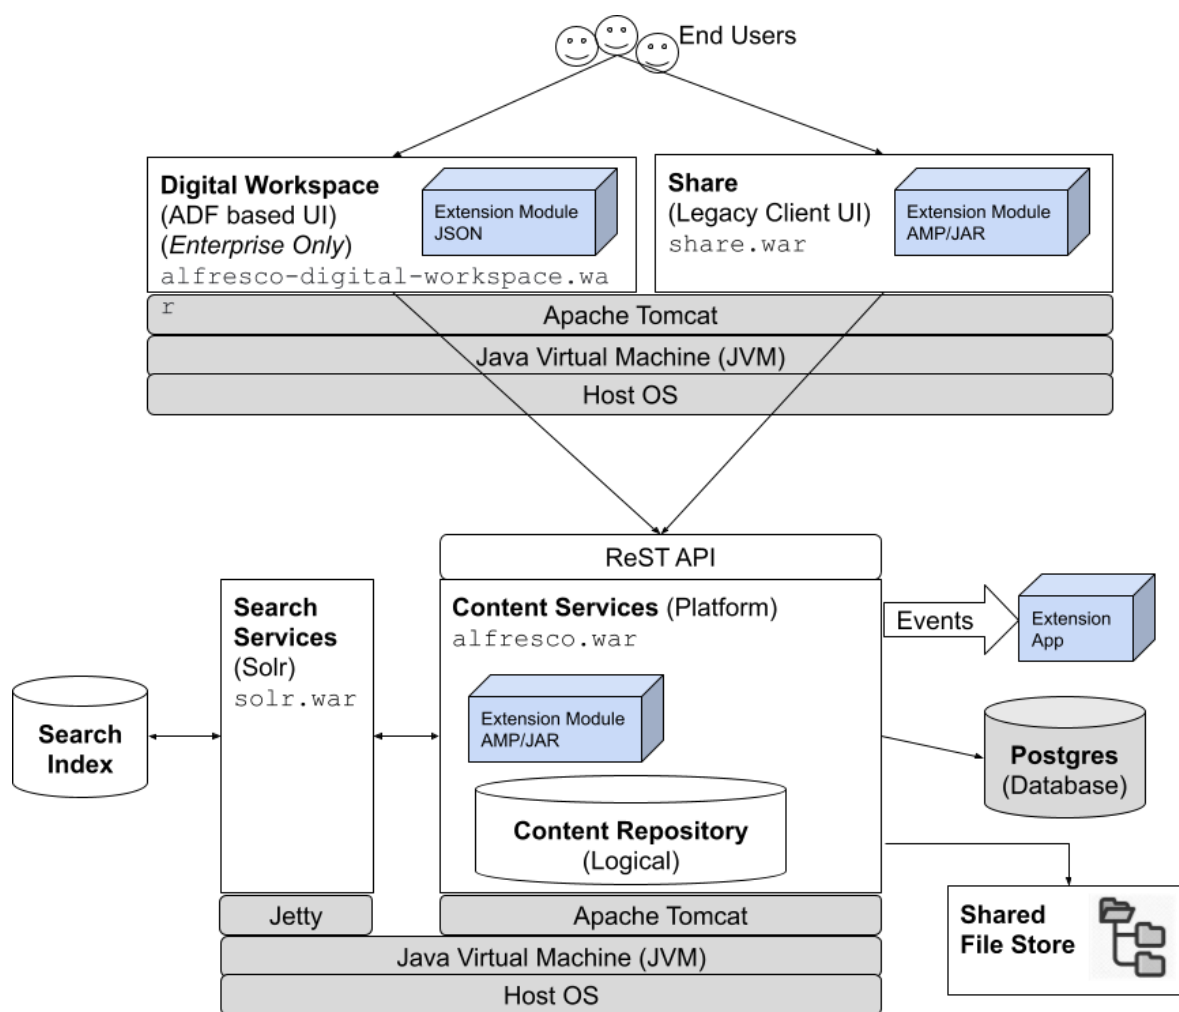 End Users
Digital Workspace
(ADF based UI)
(Enterprise Only)
alfresco-digital-workspace.wa
r
Extension Module
JSON
Share
(Legacy Client UI)
share.war
Extension Module
AMP/JAR
Apache Tomcat
Java Virtual Machine (JVM)
Host OS
ReST API
Search
Services
(Solr)
solr.war
Content Services (Platform)
alfresco.war
Extension Module
AMP/JAR
Content Repository
(Logical)
Events
Extension
App
Search
Index
Postgres
(Database)
Shared
File Store
Jetty
Apache Tomcat
Java Virtual Machine (JVM)
Host OS